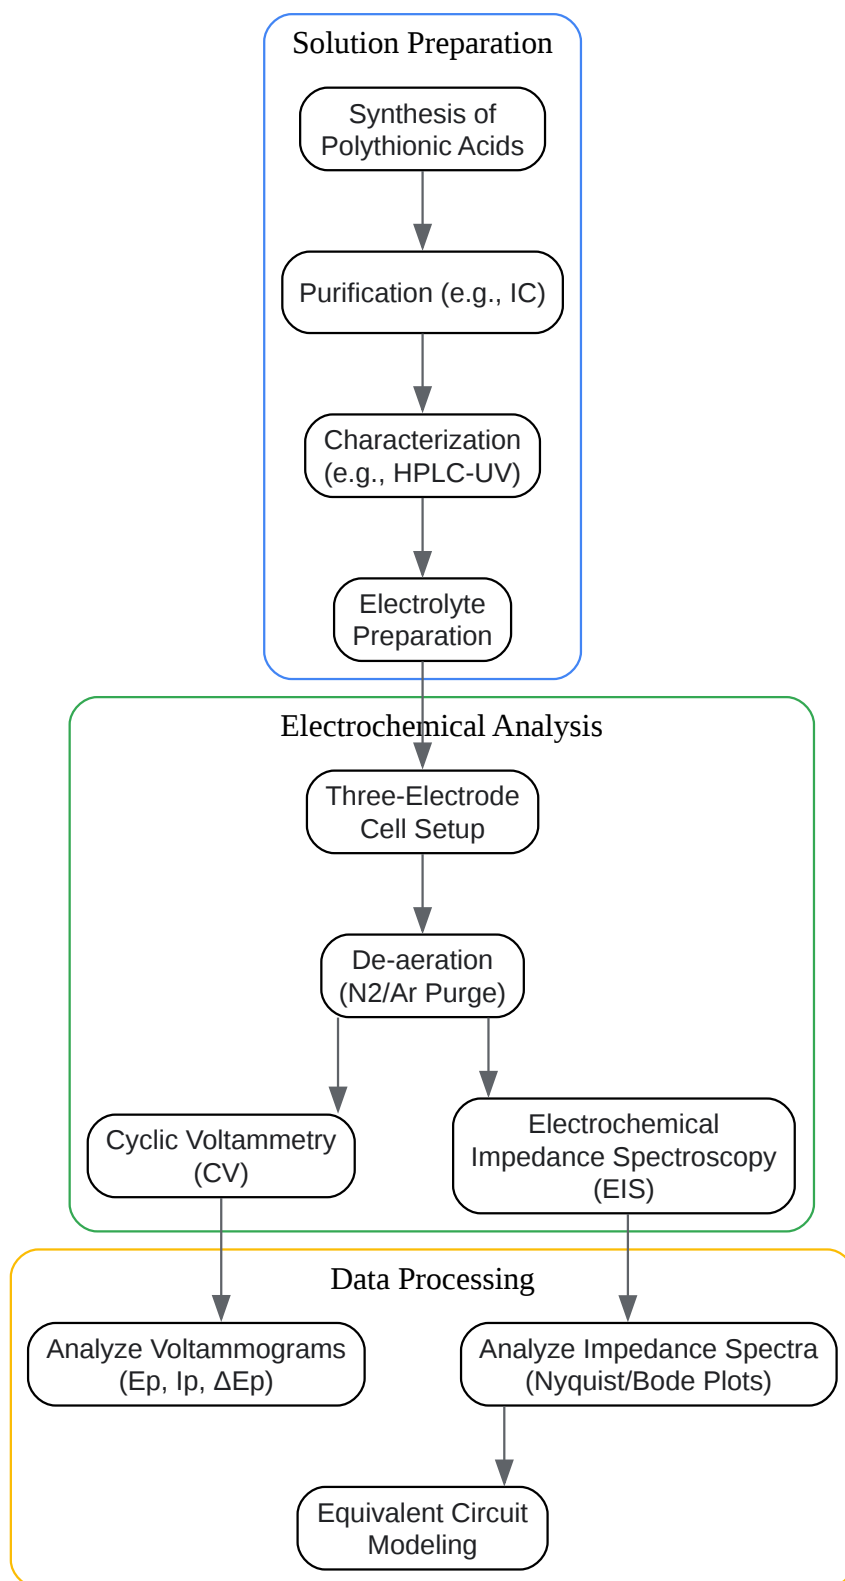 Solution Preparation
Synthesis of
Polythionic Acids
Purification (e.g., IC)
Characterization
(e.g., HPLC-UV)
Electrolyte
Preparation
Electrochemical Analysis
Three-Electrode
Cell Setup
De-aeration
(N2/Ar Purge)
Cyclic Voltammetry
(CV)
Electrochemical
Impedance Spectroscopy
(EIS)
Data Processing
Analyze Voltammograms
(Ep, Ip, ΔEp)
Analyze Impedance Spectra
(Nyquist/Bode Plots)
Equivalent Circuit
Modeling